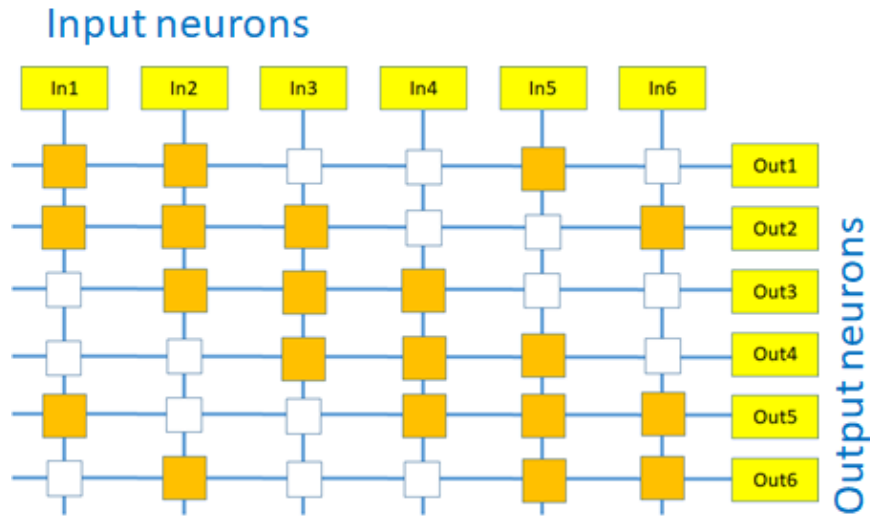 Input neurons
In1 In2 In3 In4 In5 In6
Out1
Out2
Out3
Out4
Out5
Out6
Output neurons